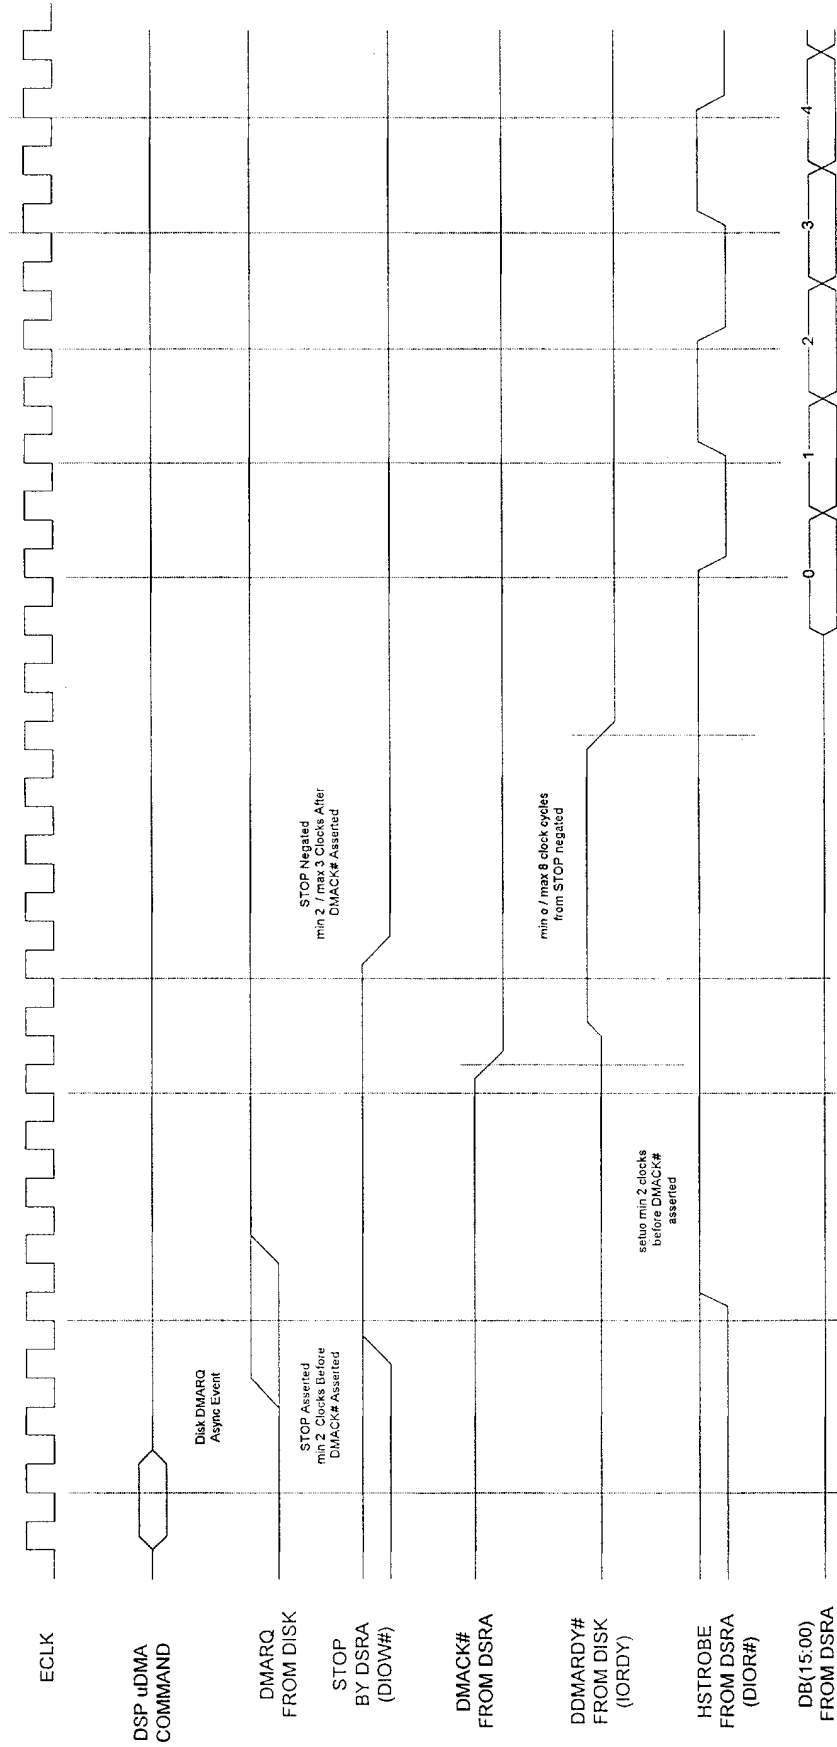 ECLK
DSP uDMA
COMMAND
Disk DMARQ
Async Event
DMARQ
FROM DISK
STOP Asserted
min 2 Clocks Before
DMACK# Asserted
STOP Negated
min 2 / max 3 Clocks After
DMACK# Asserted
STOP
BY DSRA
(DIOW#)
DMACK#
FROM DSRA
min o / max 8 clock cycles
from STOP negated
DDMARDY#
FROM DISK
(IORDY)
setuo min 2 clocks
before DMACK#
asserted
HSTROBE
FROM DSRA
(DIOR#)
DB(15:00)
FROM DSRA
0 1 2 3 4